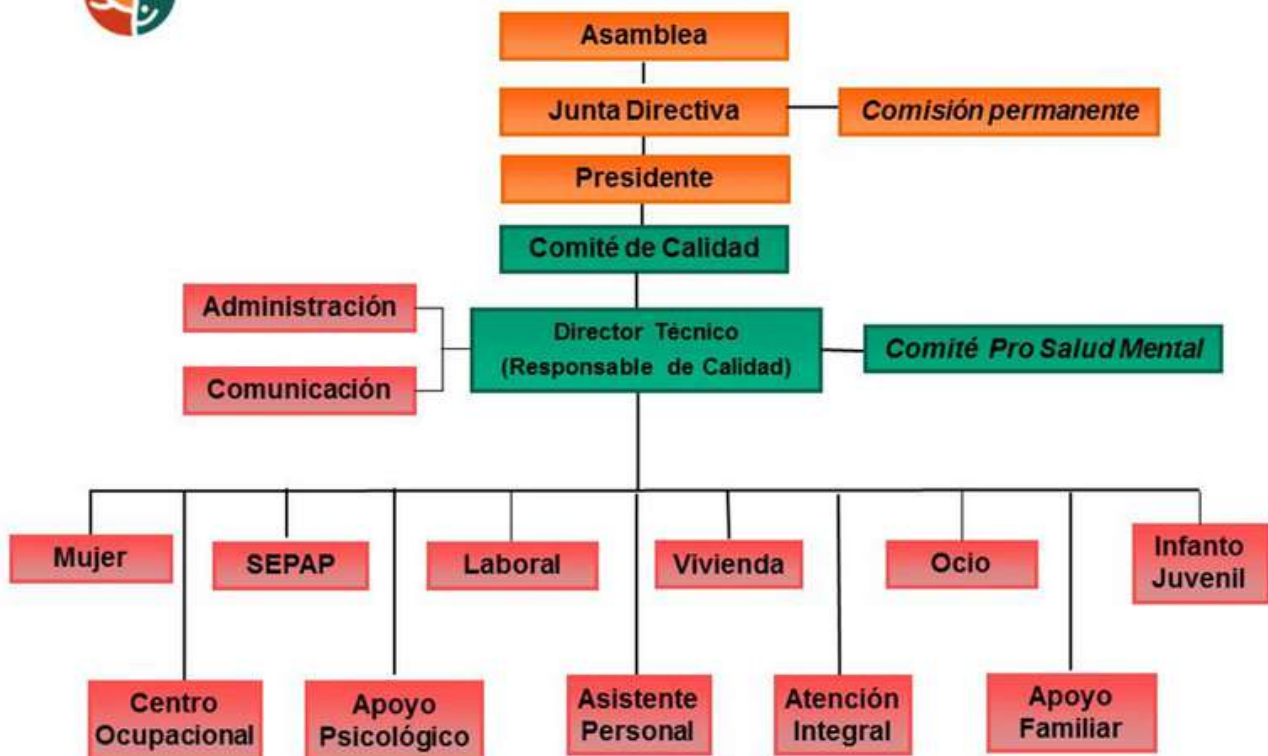 Asamblea
Junta Directiva
Comisión permanente
Presidente
Comité de Calidad
Administración
Director Técnico
(Responsable de Calidad)
Comité Pro Salud Mental
Comunicación
Mujer
SEPAP
Laboral
Vivienda
Ocio
Infanto
Juvenil
Centro
Ocupacional
Apoyo
Psicológico
Asistente
Personal
Atención
Integral
Apoyo
Familiar